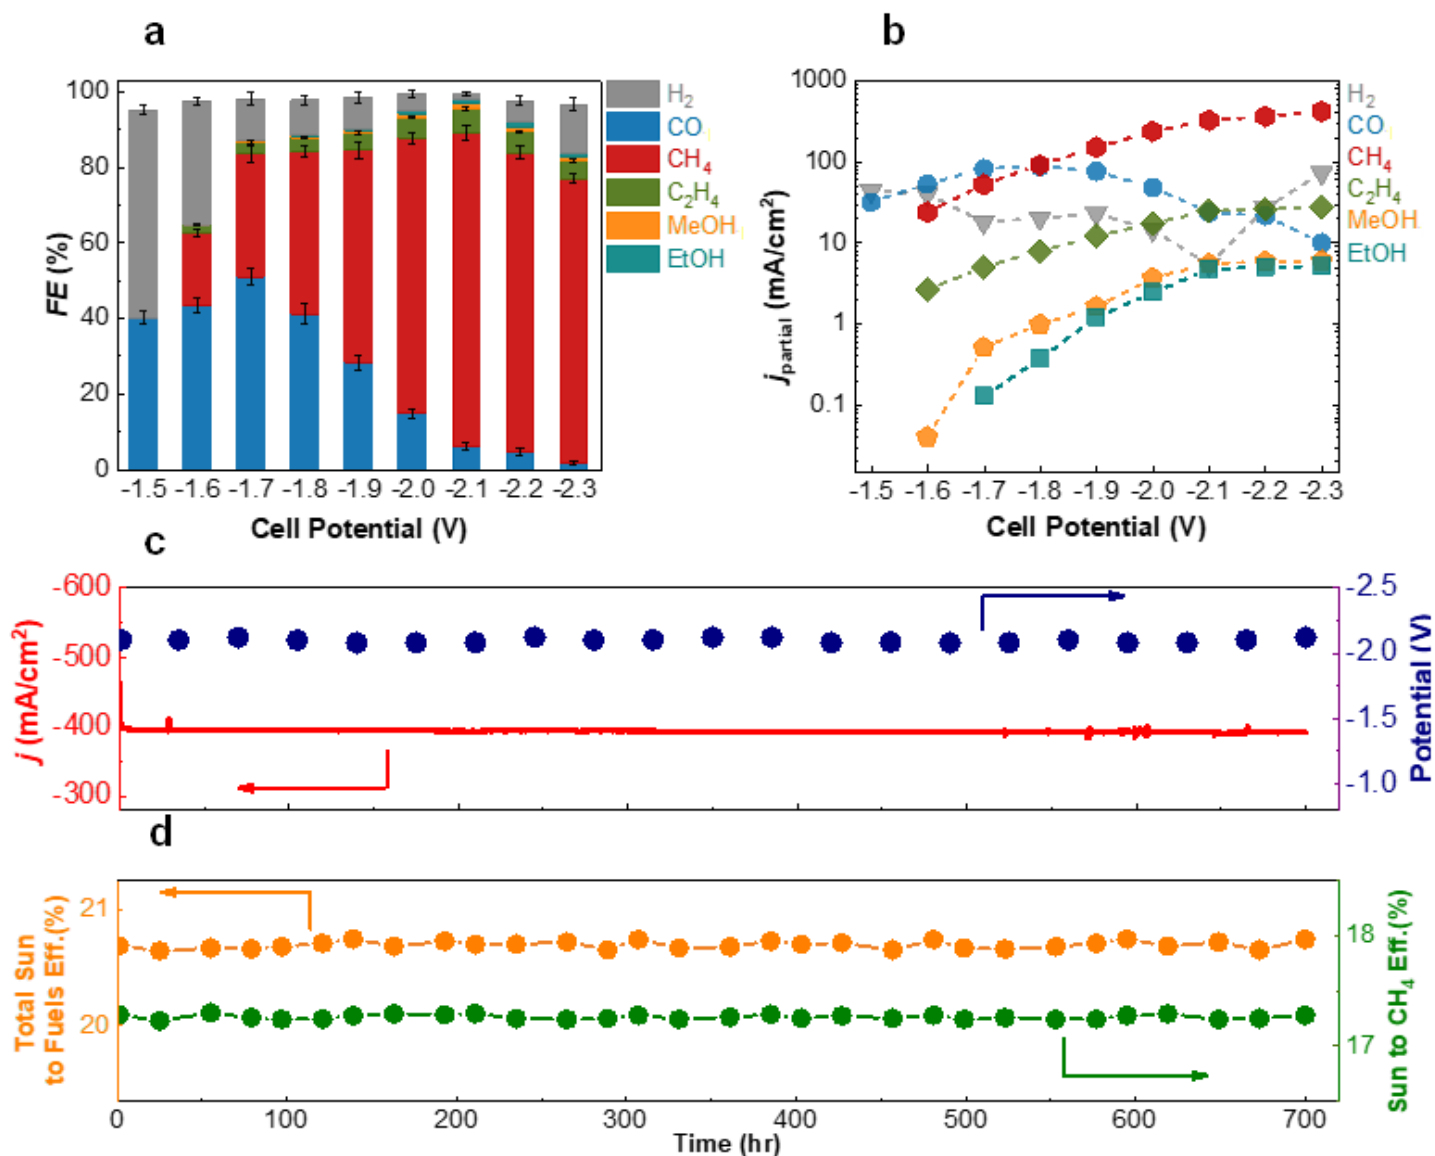 a
b
FE (%)
100
80
60
40
20
0
-1.5 -1.6 -1.7 -1.8 -1.9 -2.0 -2.1 -2.2 -2.3
Cell Potential (V)
H₂
CO
CH₄
C₂H₄
MeOH
EtOH
j partial (mA/cm²)
1000
100
10
1
0.1
-1.5 -1.6 -1.7 -1.8 -1.9 -2.0 -2.1 -2.2 -2.3
Cell Potential (V)
H₂
CO
CH₄
C₂H₄
MeOH
EtOH
c
j (mA/cm²)
-600
-500
-400
-300
-2.5
-2.0
-1.5
-1.0
Potential (V)
d
Total Sun
to Fuels Eff.(%)
21
20
18
17
Sun to CH₄ Eff.(%)
0 100 200 300 400 500 600 700
Time (hr)